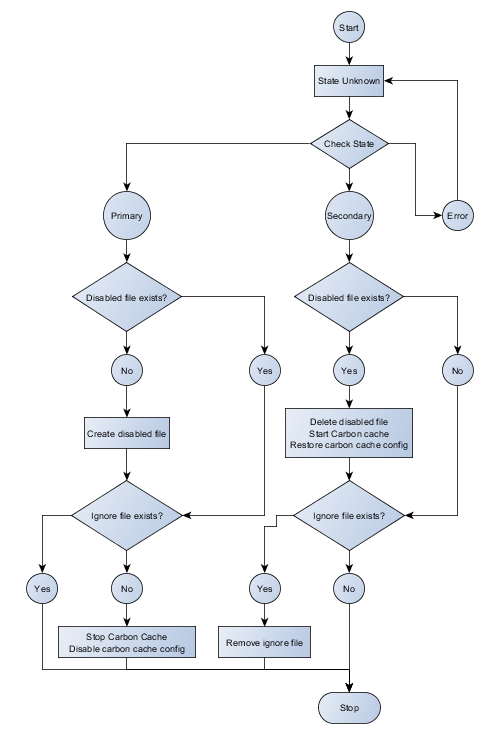 Start
State Unknown
Check State
Primary
Secondary
Error
Disabled file exists?
Disabled file exists?
No
Yes
Yes
No
Create disabled file
Delete disabled file
Start Carbon cache
Restore carbon cache config
Ignore file exists?
Ignore file exists?
Yes
No
Yes
No
Stop Carbon Cache
Disable carbon cache config
Remove ignore file
Stop